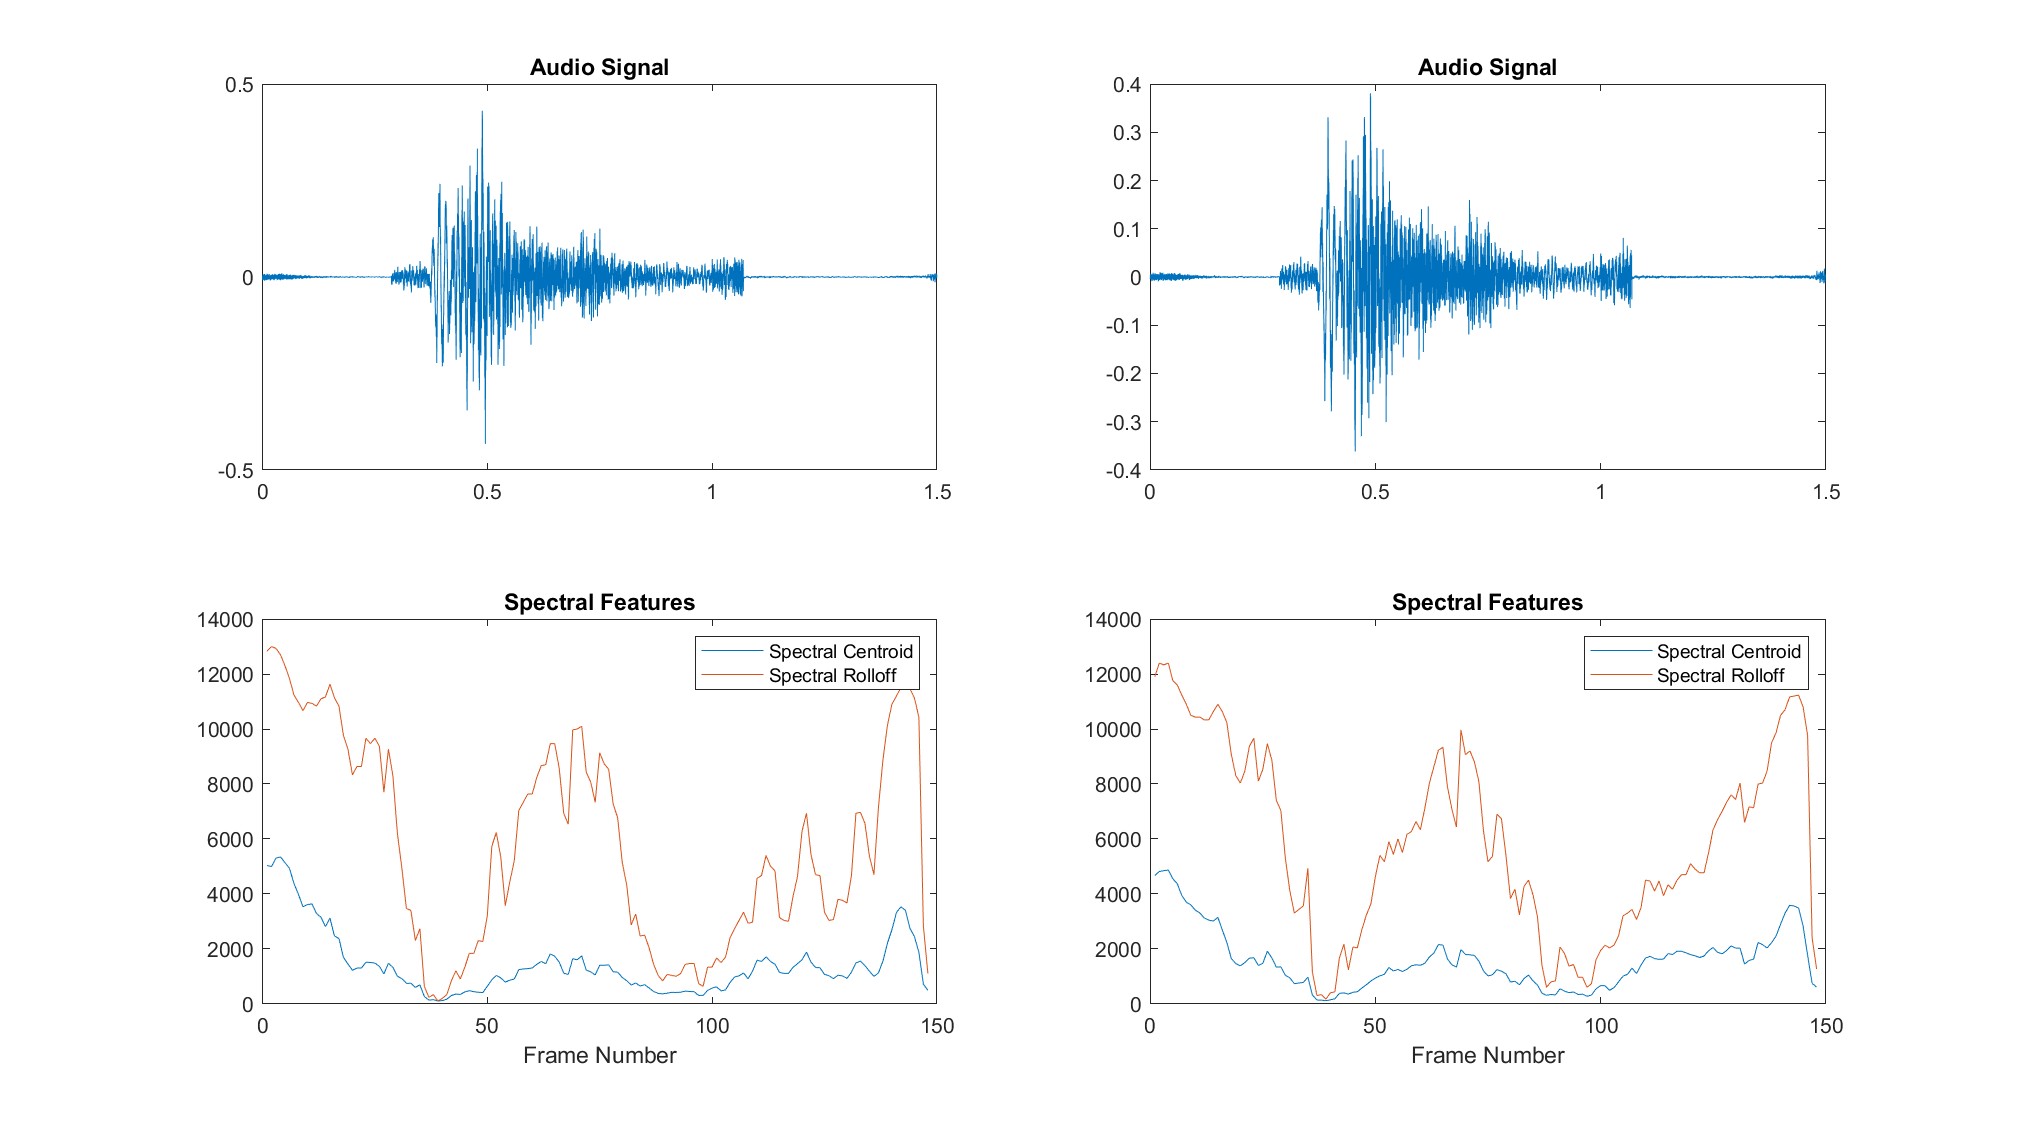 Audio Signal
0.5
0
-0.5
0 0.5 1 1.5
Audio Signal
0.4
0.3
0.2
0.1
0
-0.1
-0.2
-0.3
-0.4
0 0.5 1 1.5
Spectral Features
14000
12000
10000
8000
6000
4000
2000
0
Spectral Centroid
Spectral Rolloff
0 50 100 150
Frame Number
Spectral Features
14000
12000
10000
8000
6000
4000
2000
0
Spectral Centroid
Spectral Rolloff
0 50 100 150
Frame Number